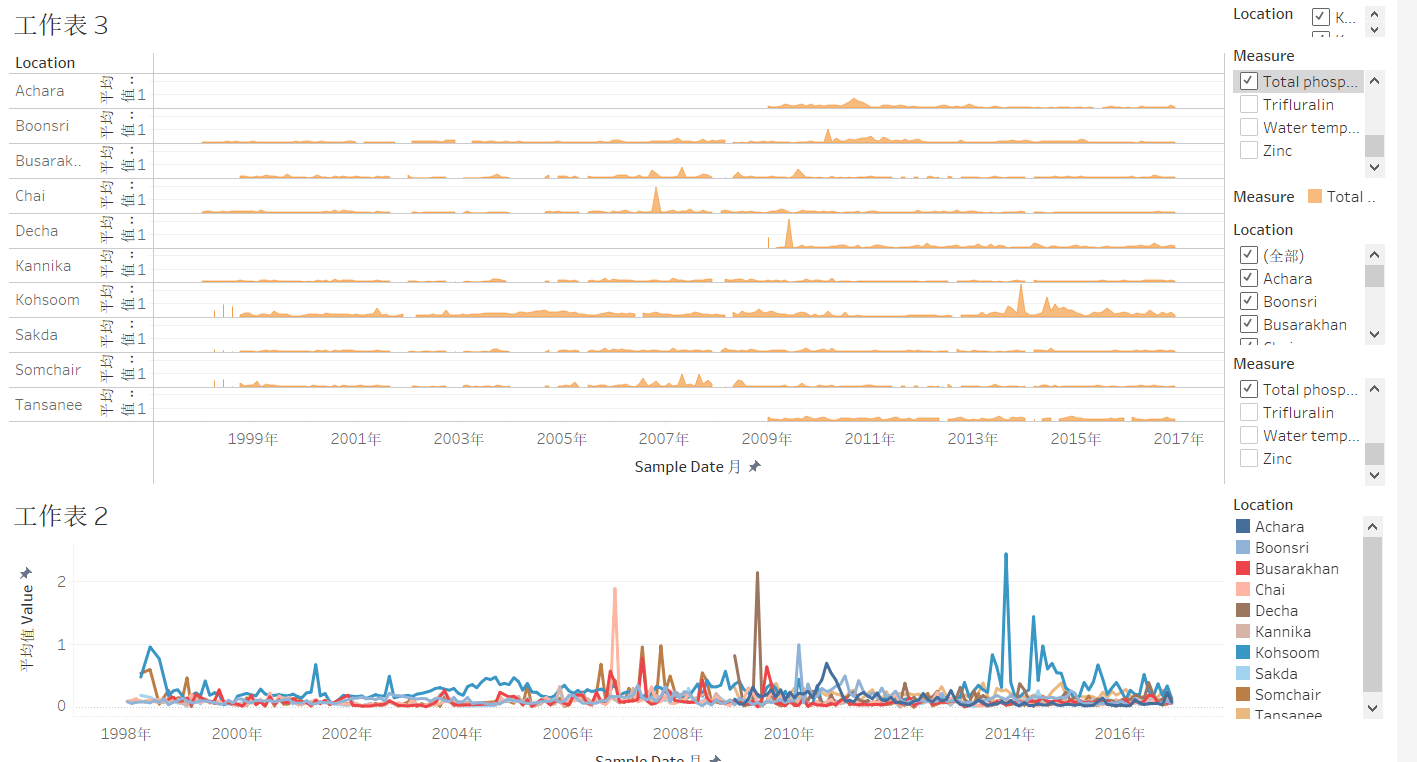 工作表 3
Location
Achara
平均
值 ..
1
Boonsri
平均
值 ..
1
Busarak..
平均
值 ..
1
Chai
平均
值 ..
1
Decha
平均
值 ..
1
Kannika
平均
值 ..
1
Kohsoom
平均
值 ..
1
Sakda
平均
值 ..
1
Somchair
平均
值 ..
1
Tansanee
平均
值 ..
1
1999年 2001年 2003年 2005年 2007年 2009年 2011年 2013年 2015年 2017年
Sample Date 月
Location
K...
Measure
Total phosp...
Trifluralin
Water temp...
Zinc
Measure
Total ..
Location
(全部)
Achara
Boonsri
Busarakhan
Measure
Total phosp...
Trifluralin
Water temp...
Zinc
工作表 2
平均值 Value
2
1
0
1998年 2000年 2002年 2004年 2006年 2008年 2010年 2012年 2014年 2016年
Sample Date 月
Location
Achara
Boonsri
Busarakhan
Chai
Decha
Kannika
Kohsoom
Sakda
Somchair
Tansanee